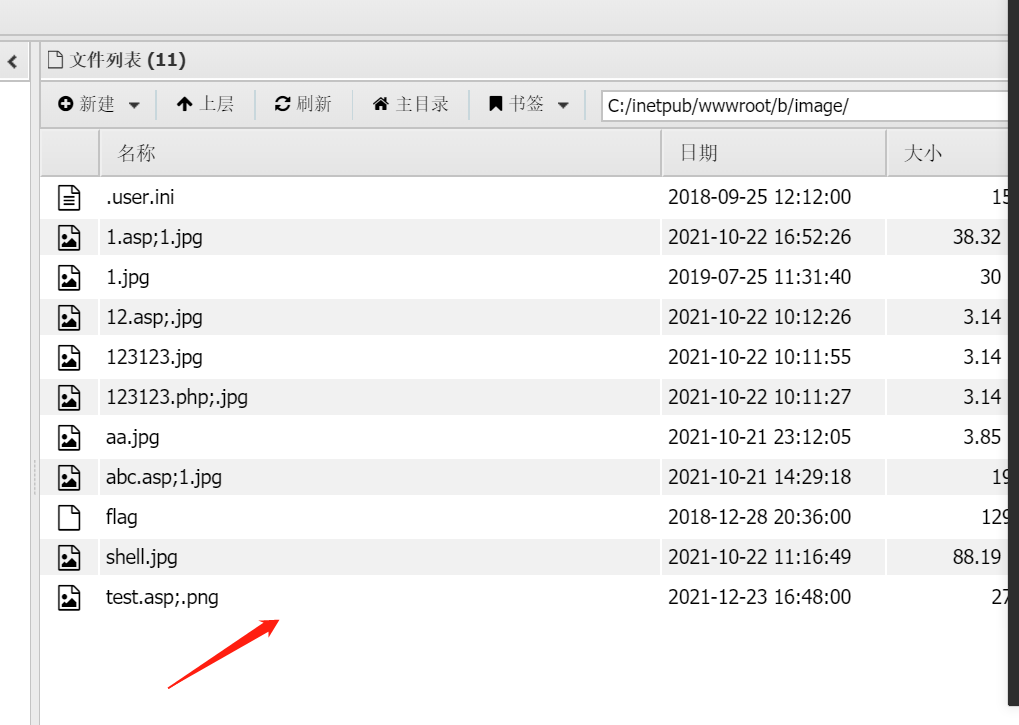 文件列表 (11)
新建 上层 刷新 主目录 书签 C:/inetpub/wwwroot/b/image/
名称 日期 大小
.user.ini 2018-09-25 12:12:00 15
1.asp;1.jpg 2021-10-22 16:52:26 38.32
1.jpg 2019-07-25 11:31:40 30
12.asp;.jpg 2021-10-22 10:12:26 3.14
123123.jpg 2021-10-22 10:11:55 3.14
123123.php;.jpg 2021-10-22 10:11:27 3.14
aa.jpg 2021-10-21 23:12:05 3.85
abc.asp;1.jpg 2021-10-21 14:29:18 19
flag 2018-12-28 20:36:00 129
shell.jpg 2021-10-22 11:16:49 88.19
test.asp;.png 2021-12-23 16:48:00 27